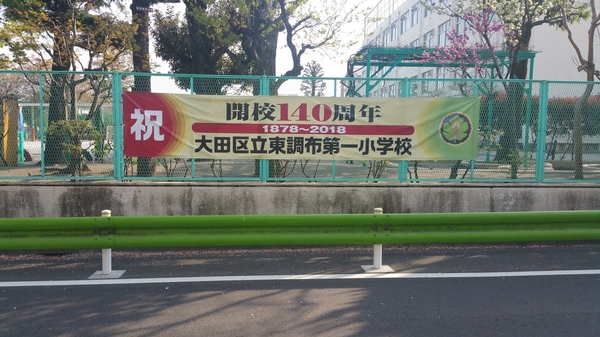 祝
開校140周年
1878~2018
大田区立東調布第一小学校